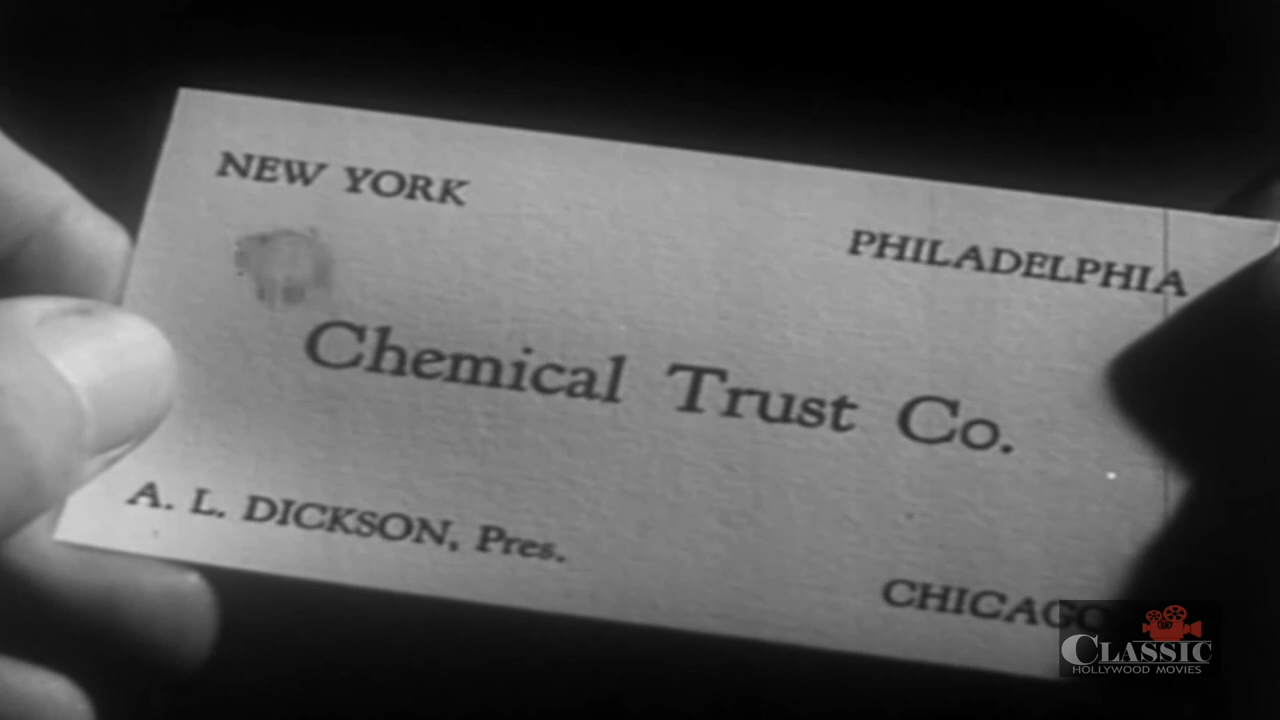 NEW YORK
PHILADELPHIA
Chemical Trust Co.
A. L. DICKSON, Pres.
CHICAGO
CLASSIC
HOLLYWOOD MOVIES